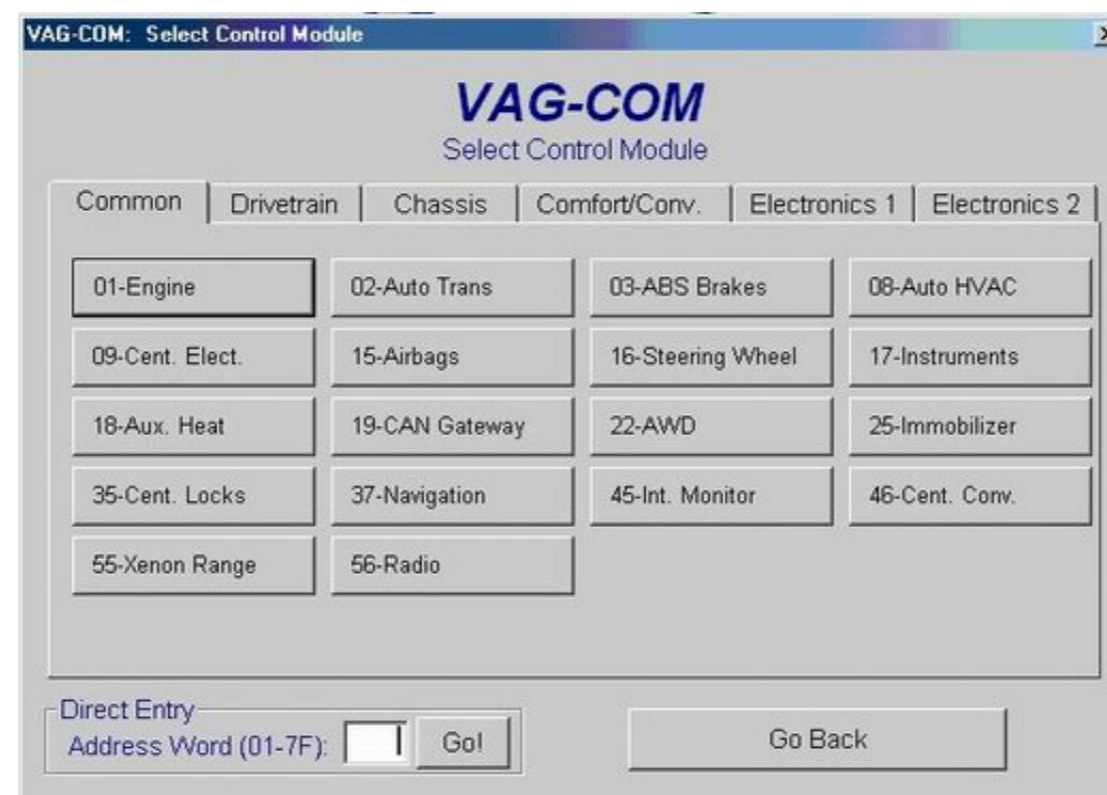 VAG-COM: Select Control Module
VAG-COM
Select Control Module
Common Drivetrain Chassis Comfort/Conv. Electronics 1 Electronics 2
01-Engine 02-Auto Trans 03-ABS Brakes 08-Auto HVAC
09-Cent. Elect. 15-Airbags 16-Steering Wheel 17-Instruments
18-Aux. Heat 19-CAN Gateway 22-AWD 25-Immobilizer
35-Cent. Locks 37-Navigation 45-Int. Monitor 46-Cent. Conv.
55-Xenon Range 56-Radio
Direct Entry
Address Word (01-7F): Go! Go Back